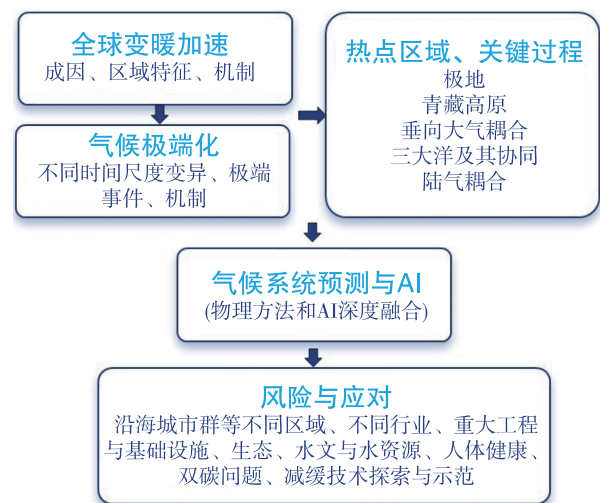 全球变暖加速
成因、区域特征、机制
气候极端化
不同时间尺度变异、极端
事件、机制
热点区域、关键过程
极地
青藏高原
垂向大气耦合
三大洋及其协同
陆气耦合
气候系统预测与AI
(物理方法和AI深度融合)
风险与应对
沿海城市群等不同区域、不同行业、重大工程
与基础设施、生态、水文与水资源、人体健康、
双碳问题、减缓技术探索与示范